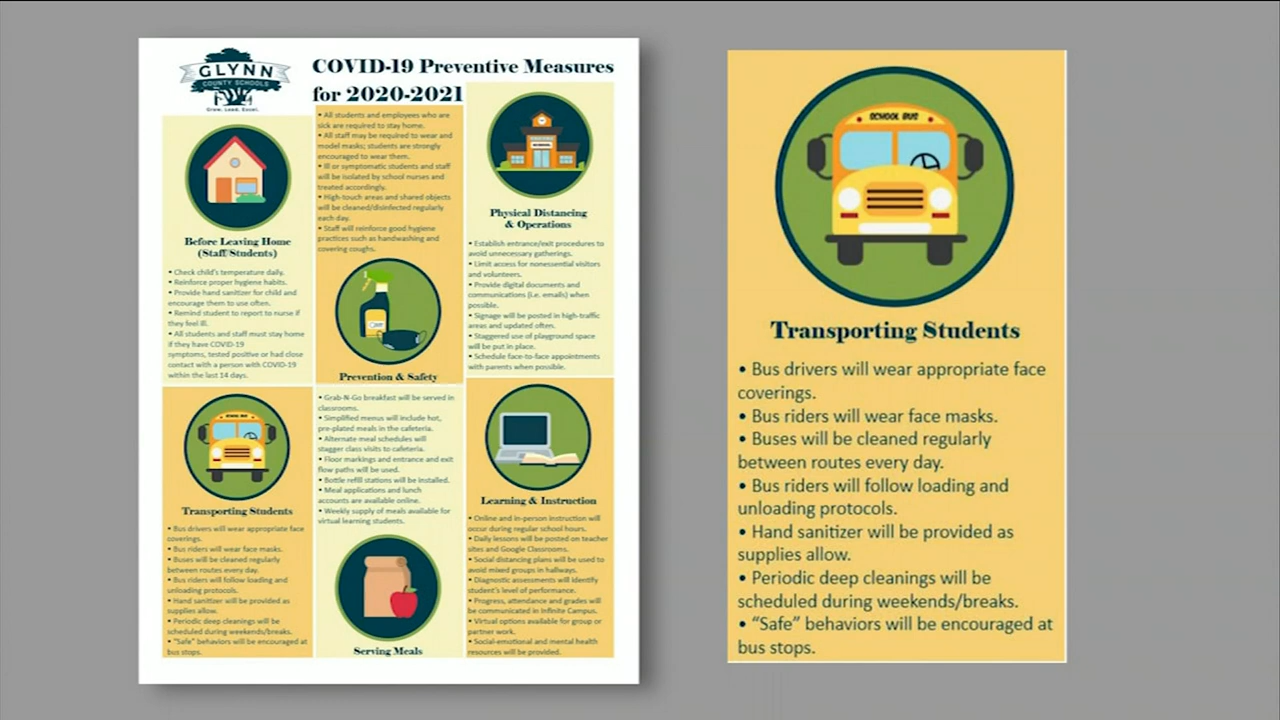 GLYNN
COUNTY SCHOOLS
Grow. Lead. Excel.
COVID-19 Preventive Measures
for 2020-2021
Before Leaving Home
(Staff/Students)
• Check child's temperature daily.
• Reinforce proper hygiene habits.
• Provide hand sanitizer for child and
encourage them to use often.
• Remind student to report to nurse if
they feel ill.
• All students and staff must stay home
if they have COVID-19
symptoms, tested positive or had close
contact with a person with COVID-19
within the last 14 days.
• All students and employees who are
sick are required to stay home.
• All staff may be required to wear and
model masks; students are strongly
encouraged to wear them.
• Ill or symptomatic students and staff
will be isolated by school nurses and
treated accordingly.
• High-touch areas and shared objects
will be cleaned/disinfected regularly
each day.
• Staff will reinforce good hygiene
practices such as handwashing and
covering coughs.
Prevention & Safety
SCHOOL
Physical Distancing
& Operations
• Establish entrance/exit procedures to
avoid unnecessary gatherings.
• Limit access for nonessential visitors
and volunteers.
• Provide digital documents and
communications (i.e. emails) when
possible.
• Signage will be posted in high-traffic
areas and updated often.
• Staggered use of playground space
will be put in place.
• Schedule face-to-face appointments
with parents when possible.
SCHOOL BUS
Transporting Students
• Bus drivers will wear appropriate face
coverings.
• Bus riders will wear face masks.
• Buses will be cleaned regularly
between routes every day.
• Bus riders will follow loading and
unloading protocols.
• Hand sanitizer will be provided as
supplies allow.
• Periodic deep cleanings will be
scheduled during weekends/breaks.
• "Safe" behaviors will be encouraged at
bus stops.
• Grab-N-Go breakfast will be served in
classrooms.
• Simplified menus will include hot,
pre-plated meals in the cafeteria.
• Alternate meal schedules will
stagger class visits to cafeteria.
• Floor markings and entrance and exit
flow paths will be used.
• Bottle refill stations will be installed.
• Meal applications and lunch
accounts are available online.
• Weekly supply of meals available for
virtual learning students.
Serving Meals
Learning & Instruction
• Online and in-person instruction will
occur during regular school hours.
• Daily lessons will be posted on teacher
sites and Google Classrooms.
• Social distancing plans will be used to
avoid mixed groups in hallways.
• Diagnostic assessments will identify
student's level of performance.
• Progress, attendance and grades will
be communicated in Infinite Campus.
• Virtual options available for group or
partner work.
• Social-emotional and mental health
resources will be provided.
SCHOOL BUS
Transporting Students
• Bus drivers will wear appropriate face
coverings.
• Bus riders will wear face masks.
• Buses will be cleaned regularly
between routes every day.
• Bus riders will follow loading and
unloading protocols.
• Hand sanitizer will be provided as
supplies allow.
• Periodic deep cleanings will be
scheduled during weekends/breaks.
• "Safe" behaviors will be encouraged at
bus stops.